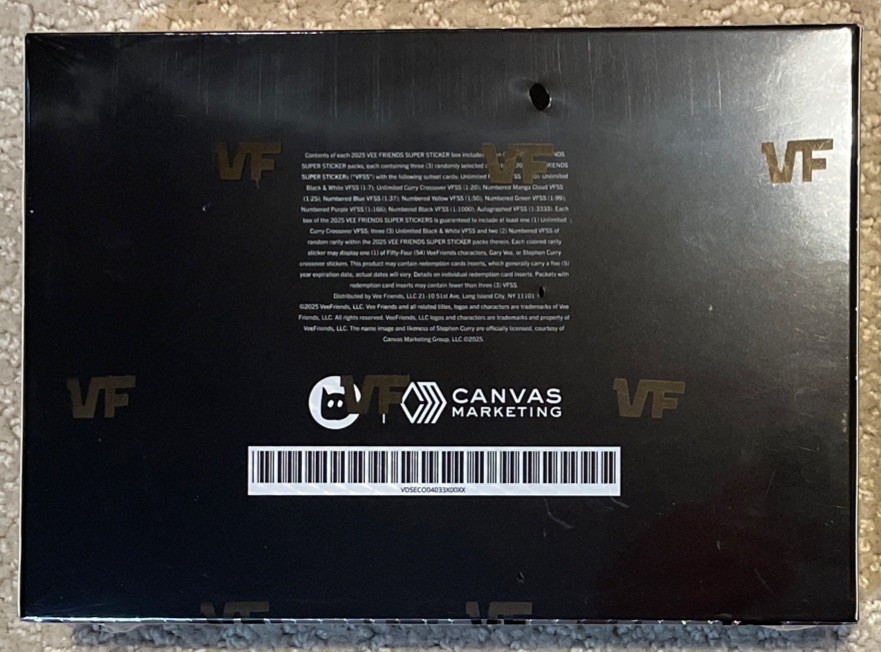 VF
VF
VF
Contents of each 2025 VEE FRIENDS SUPER STICKER box includes
SUPER STICKER packs, each containing three (3) randomly selected
SUPER STICKERs ("VFSS") with the following subset cards: Unlimited
Black & White VFSS (1:7); Unlimited Curry Crossover VFSS (1:20); Numbered Manga Cloud VFSS
(1:25); Numbered Blue VFSS (1:37); Numbered Yellow VFSS (1:50); Numbered Green VFSS (1:99);
Numbered Purple VFSS (1:166); Numbered Black VFSS (1:1000); Autographed VFSS (1:3333). Each
box of the 2025 VEE FRIENDS SUPER STICKERS is guaranteed to include at least one (1) Unlimited
Curry Crossover VFSS, three (3) Unlimited Black & White VFSS and two (2) Numbered VFSS of
random rarity within the 2025 VEE FRIENDS SUPER STICKER packs therein. Each colored rarity
sticker may display one (1) of Fifty-Four (54) VeeFriends characters, Gary Vee, or Stephen Curry
crossover stickers. This product may contain redemption cards inserts, which generally carry a five (5)
year expiration date, actual dates will very. Details on individual redemption card inserts. Packets with
redemption card inserts may contain fewer than three (3) VFSS.
Distributed by Vee Friends, LLC 21-10 51st Ave, Long Island City, NY 11101
©2025 VeeFriends, LLC. Vee Friends and all related titles, logos and characters are trademarks of Vee
Friends, LLC. All rights reserved. VeeFriends, LLC logos and characters are trademarks and property of
VeeFriends, LLC. The name image and likeness of Stephen Curry are officially licensed, courtesy of
Canvas Marketing Group, LLC ©2025.
VF
VF
VF
CANVAS
MARKETING
VDSECO04033X00XX
VF
VF